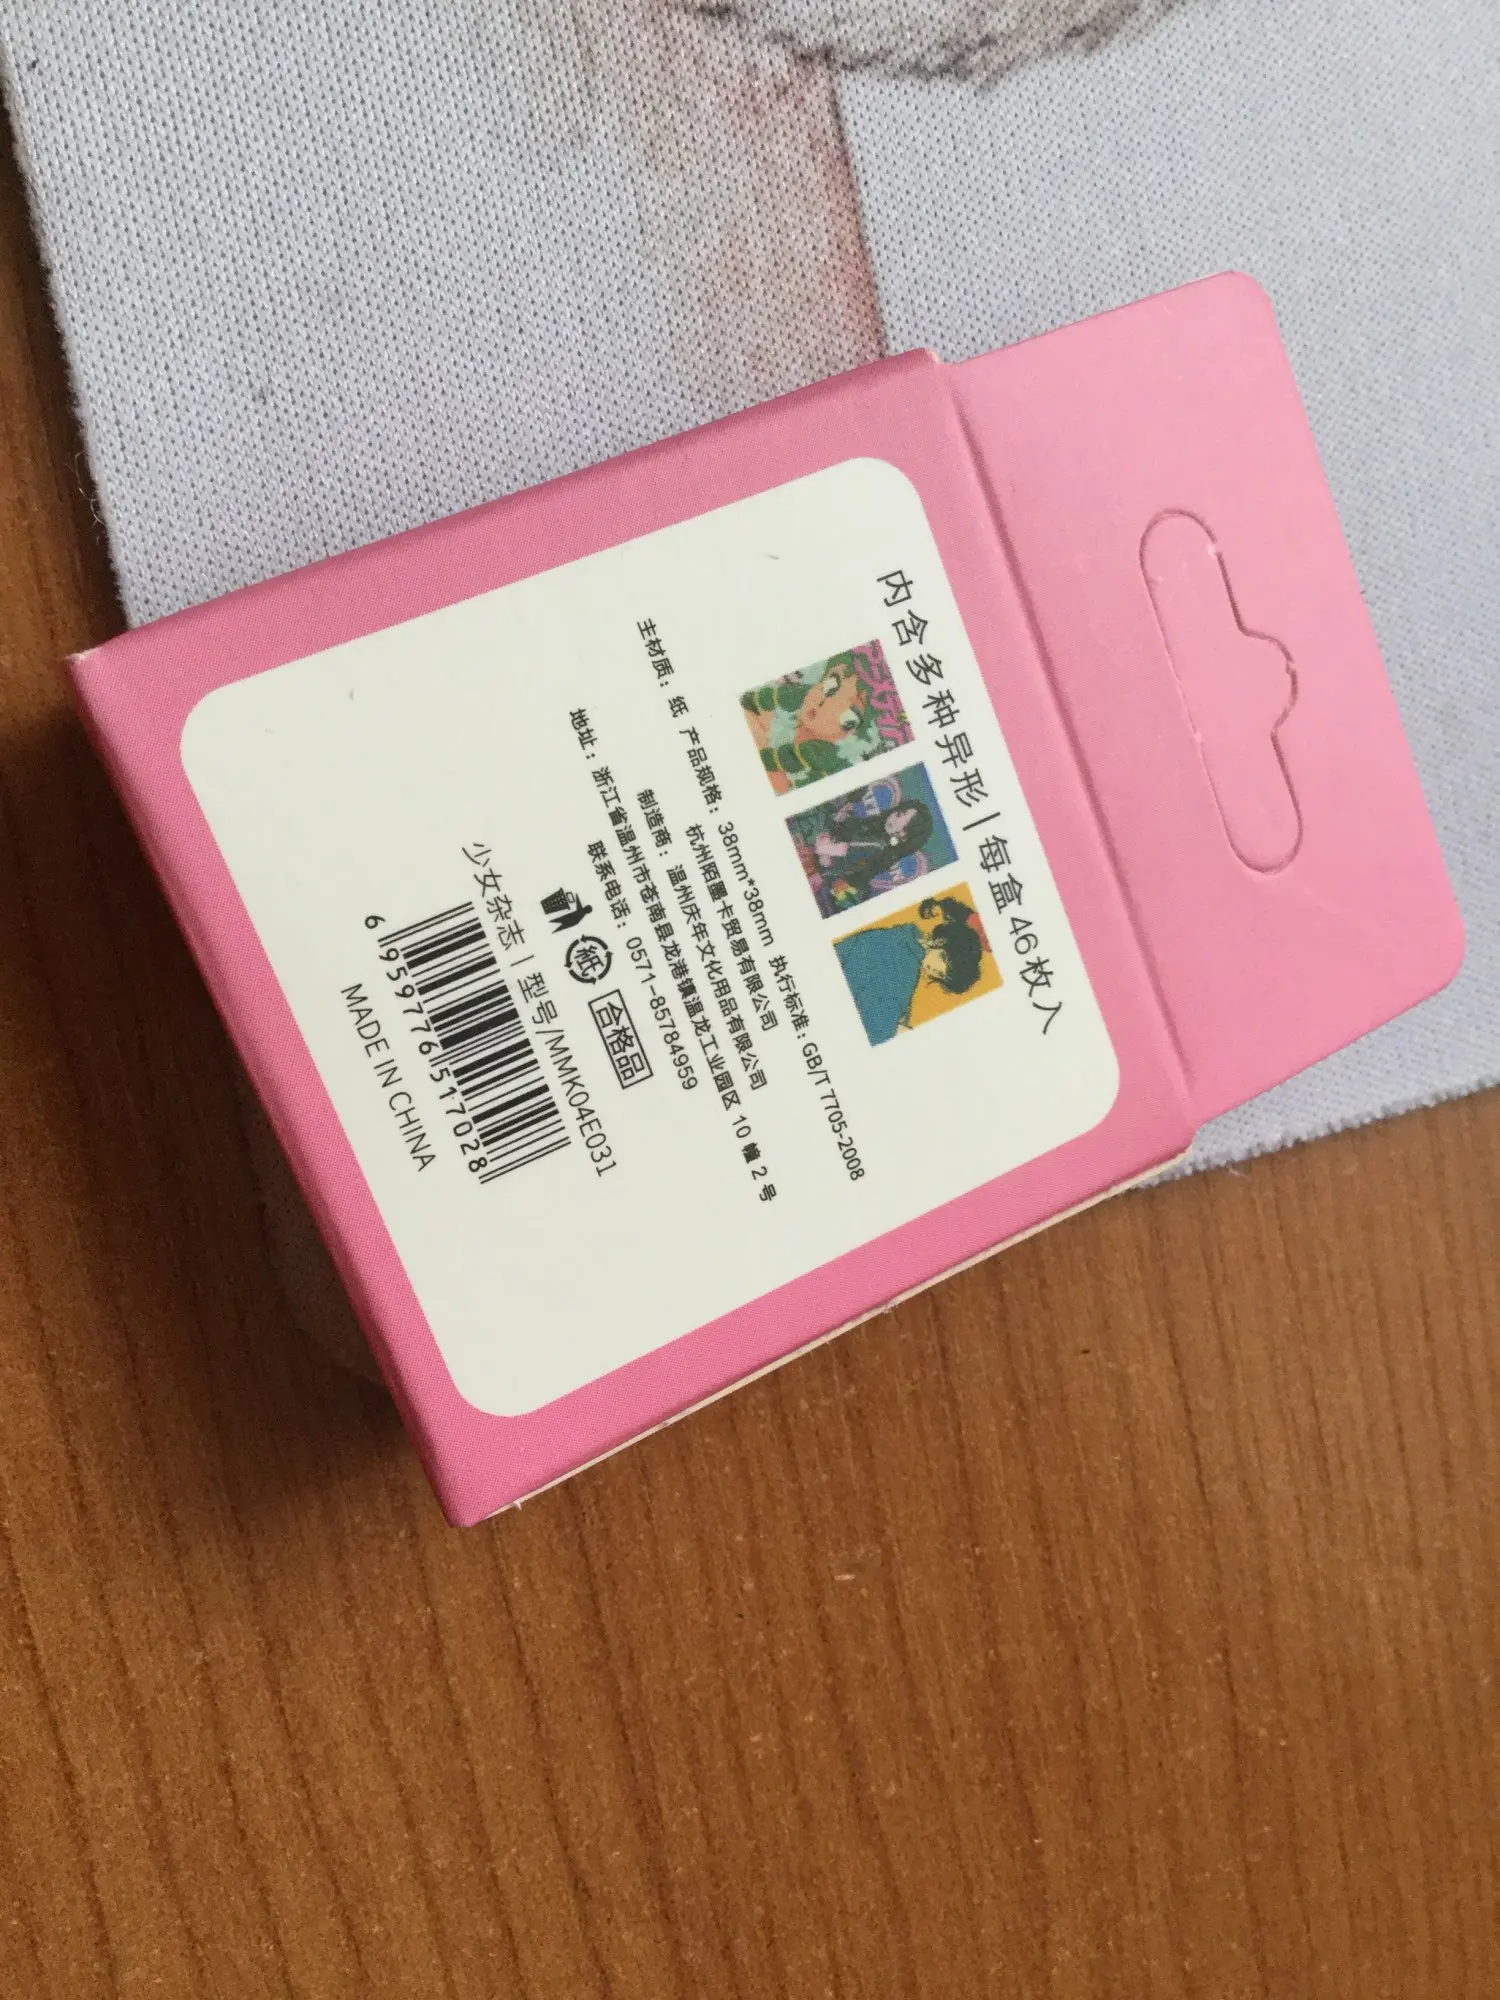 内含多种异形|每盒46枚入
主材质：纸 产品规格：38mm*38mm 执行标准：GB/T 7705-2008
杭州陌墨卡贸易有限公司
制造商：温州庆年文化用品有限公司
地址：浙江省温州市苍南县龙港镇温龙工业园区 10 幢 2 号
联系电话：0571-85784959
紙 合格品
少女杂志|型号/MMK04E031
6 959776 517028
MADE IN CHINA